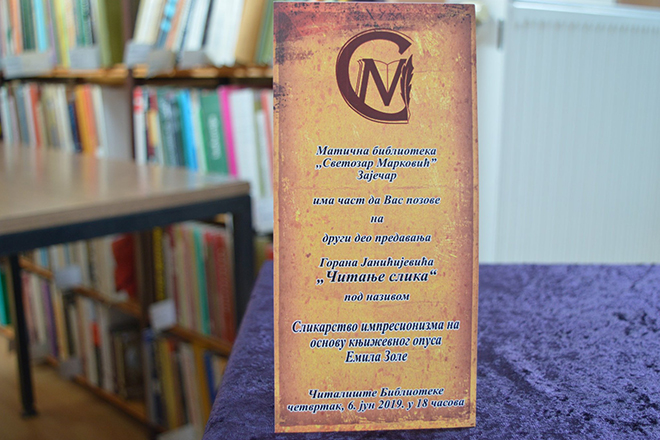 CM
Матична библиотека
„Светозар Марковић”
Зајечар
има част да Вас позове
на
други део предавања
Горана Јанићијевића
„Читање слика“
под називом
Сликарство импресионизма на
основу књижевног опуса
Емила Золе
Читалиште Библиотеке
четвртак, 6. јун 2019. у 18 часова